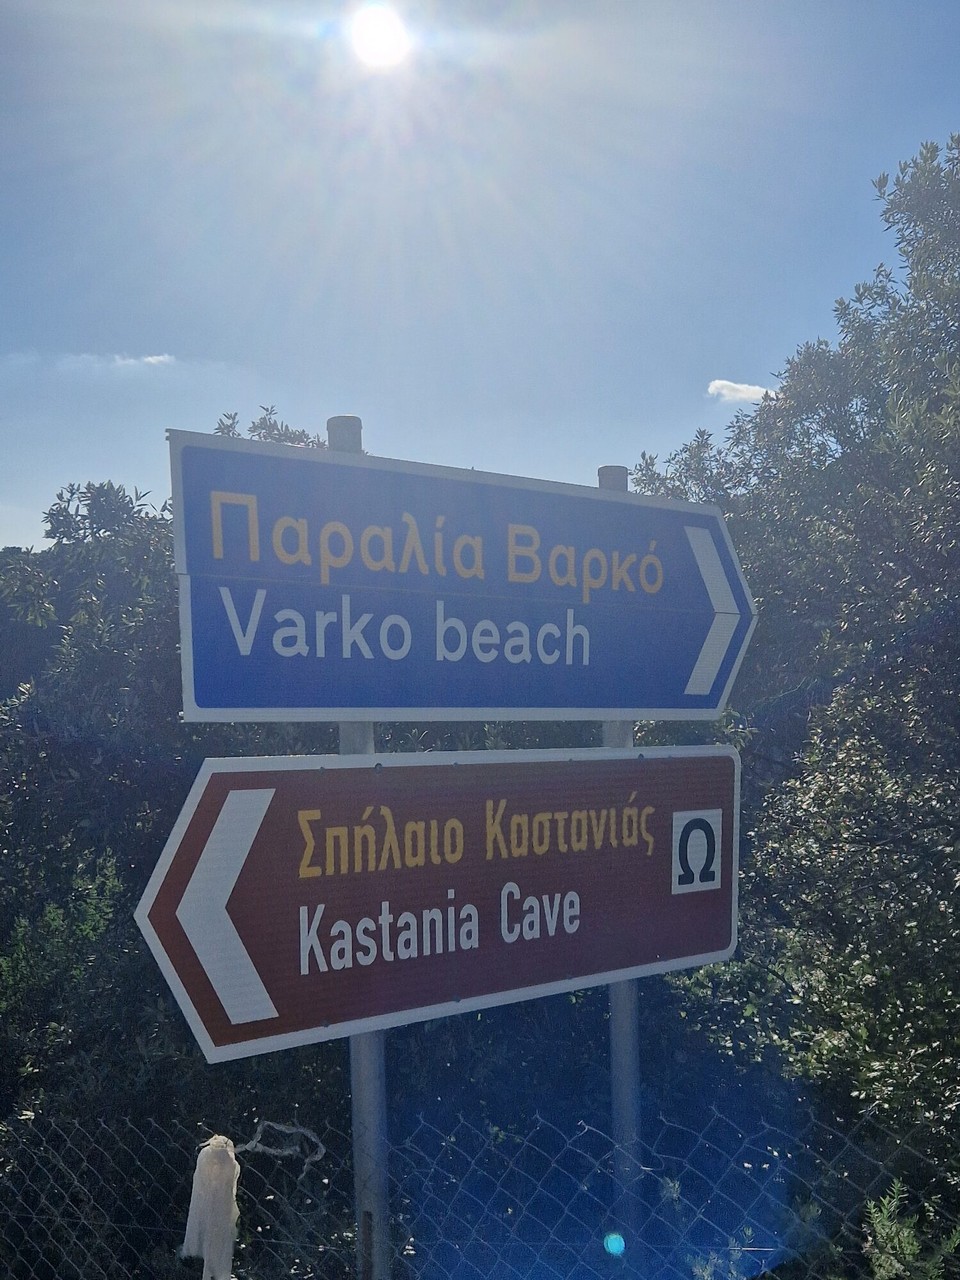 Παραλία Βαρκό
Varko beach
Σπήλαιο Καστανιάς
Kastania Cave
Ω